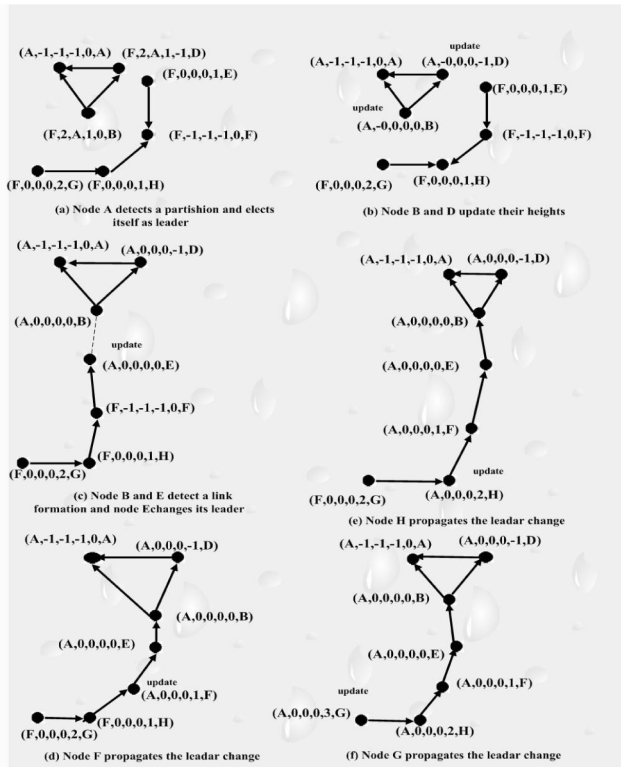 (A,-1,-1,-1,0,A) (F,2,A,1,-1,D)
(F,0,0,0,1,E)
(F,2,A,1,0,B) (F,-1,-1,-1,0,F)
(F,0,0,0,2,G) (F,0,0,0,1,H)
(a) Node A detects a partishion and elects
itself as leader
update
(A,-1,-1,-1,0,A) (A,-0,0,0,-1,D)
(F,0,0,0,1,E)
update
(A,-0,0,0,0,B)
(F,-1,-1,-1,0,F)
(F,0,0,0,2,G) (F,0,0,0,1,H)
(b) Node B and D update their heights
(A,-1,-1,-1,0,A) (A,0,0,0,-1,D)
(A,0,0,0,0,B)
update
(A,0,0,0,0,E)
(F,-1,-1,-1,0,F)
(F,0,0,0,1,H)
(F,0,0,0,2,G)
(c) Node B and E detect a link
formation and node Echanges its leader
(A,-1,-1,-1,0,A) (A,0,0,0,-1,D)
(A,0,0,0,0,B)
(A,0,0,0,0,E)
(A,0,0,0,1,F)
update
(F,0,0,0,2,G) (A,0,0,0,2,H)
(e) Node H propagates the leadar change
(A,-1,-1,-1,0,A) (A,0,0,0,-1,D)
(A,0,0,0,0,B)
(A,0,0,0,0,E)
update
(A,0,0,0,1,F)
(F,0,0,0,1,H)
(F,0,0,0,2,G)
(d) Node F propagates the leadar change
(A,-1,-1,-1,0,A) (A,0,0,0,-1,D)
(A,0,0,0,0,B)
(A,0,0,0,0,E)
(A,0,0,0,1,F)
update
(A,0,0,0,3,G)
(A,0,0,0,2,H)
(f) Node G propagates the leadar change